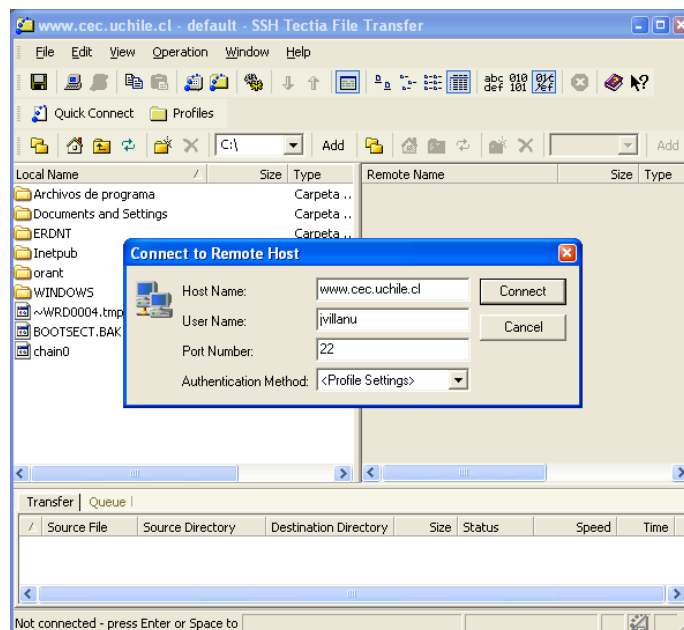 www.cec.uchile.cl - default - SSH Tectia File Transfer
File Edit View Operation Window Help
abc def 010 101
Quick Connect Profiles
C:\ Add Add
Local Name / Size Type Remote Name Size Type
Archivos de programa Carpeta ..
Documents and Settings Carpeta ..
ERDNT Carpeta ..
Inetpub
orant
WINDOWS
~WRD0004.tmp
BOOTSECT.BAK
chain0
Connect to Remote Host
Host Name: www.cec.uchile.cl Connect
User Name: jvillanu Cancel
Port Number: 22
Authentication Method: <Profile Settings>
Transfer Queue
/ Source File Source Directory Destination Directory Size Status Speed Time
Not connected - press Enter or Space to